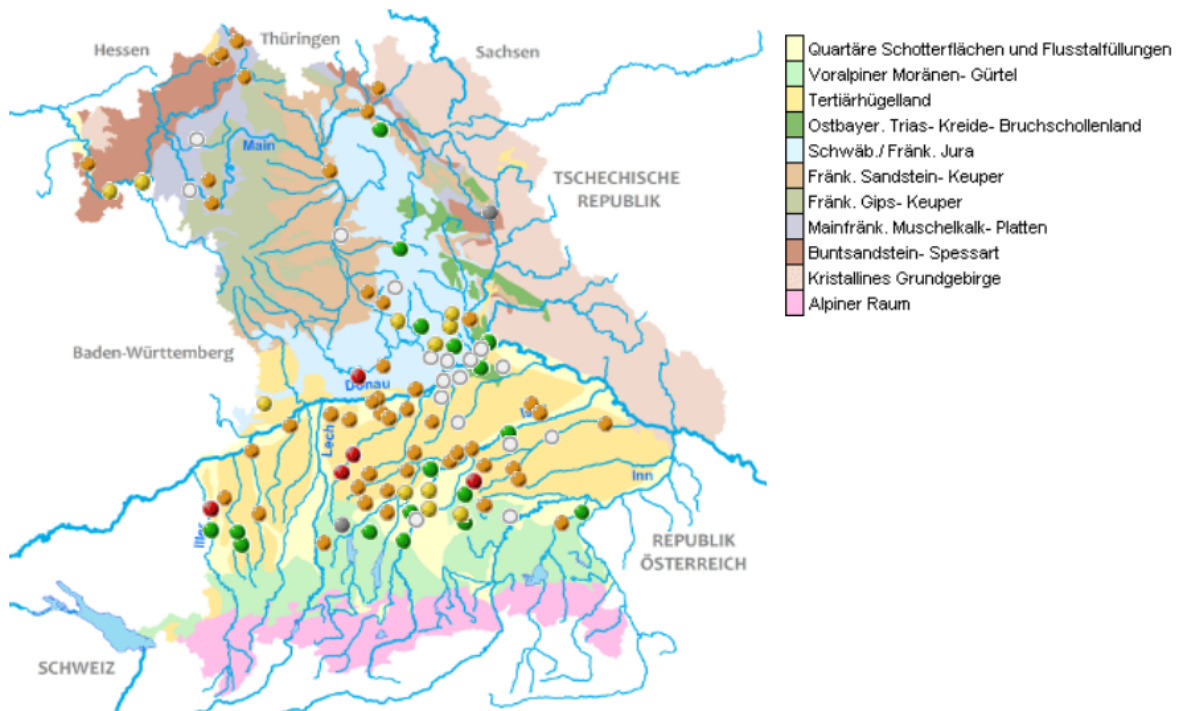 Hessen
Thüringen
Sachsen
Main
TSCHECHISCHE
REPUBLIK
Baden-Württemberg
Donau
Lech
Inn
Iller
REPUBLIK
ÖSTERREICH
SCHWEIZ
Quartäre Schotterflächen und Flusstalfüllungen
Voralpiner Moränen- Gürtel
Tertiärhügelland
Ostbayer. Trias- Kreide- Bruchschollenland
Schwäb./ Fränk. Jura
Fränk. Sandstein- Keuper
Fränk. Gips- Keuper
Mainfränk. Muschelkalk- Platten
Buntsandstein- Spessart
Kristallines Grundgebirge
Alpiner Raum